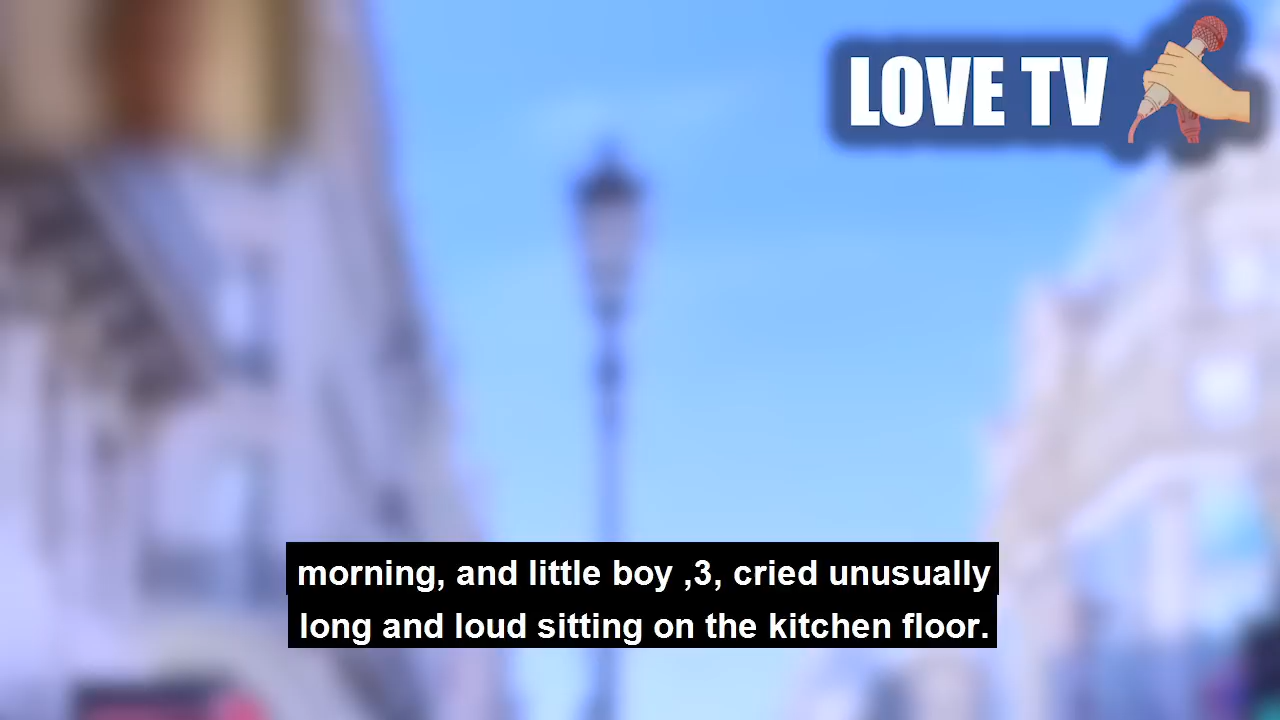 LOVE TV
morning, and little boy ,3, cried unusually
long and loud sitting on the kitchen floor.